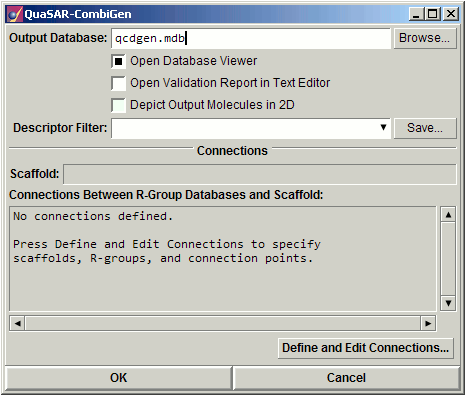 QuaSAR-CombiGen
Output Database: qcdgen.mdb Browse...
Open Database Viewer
Open Validation Report in Text Editor
Depict Output Molecules in 2D
Descriptor Filter: Save...
Connections
Scaffold:
Connections Between R-Group Databases and Scaffold:
No connections defined.
Press Define and Edit Connections to specify
scaffolds, R-groups, and connection points.
Define and Edit Connections...
OK Cancel